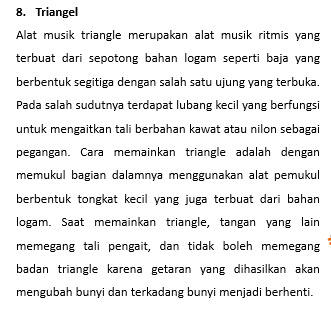 8. Triangel
Alat musik triangle merupakan alat musik ritmis yang
terbuat dari sepotong bahan logam seperti baja yang
berbentuk segitiga dengan salah satu ujung yang terbuka.
Pada salah sudutnya terdapat lubang kecil yang berfungsi
untuk mengaitkan tali berbahan kawat atau nilon sebagai
pegangan. Cara memainkan triangle adalah dengan
memukul bagian dalamnya menggunakan alat pemukul
berbentuk tongkat kecil yang juga terbuat dari bahan
logam. Saat memainkan triangle, tangan yang lain
memegang tali pengait, dan tidak boleh memegang
badan triangle karena getaran yang dihasilkan akan
mengubah bunyi dan terkadang bunyi menjadi berhenti.